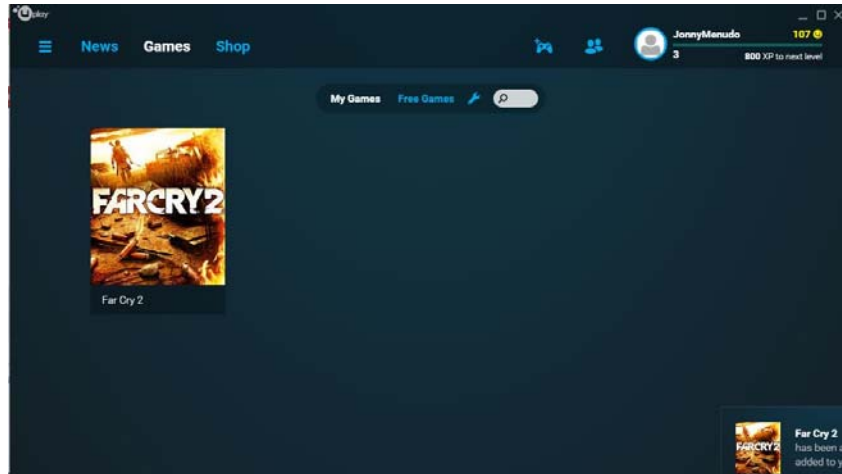 Uplay
News Games Shop
JonnyMenudo 107
3 800 XP to next level
My Games Free Games
FARCRY2
Far Cry 2
FARCRY2
Far Cry 2
has been
added to